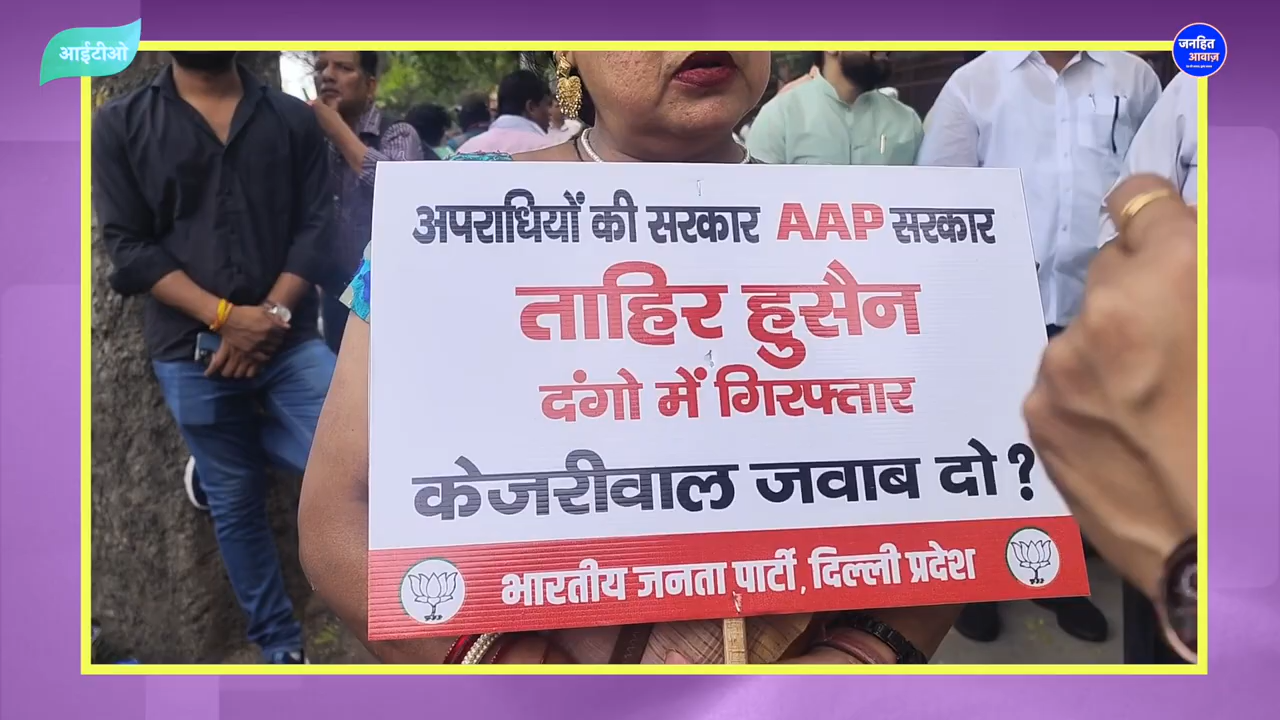 आईटीओ
जनहित
आवाज़
अपराधियों की सरकार AAP सरकार
ताहिर हुसैन
दंगो में गिरफ्तार
केजरीवाल जवाब दो ?
भारतीय जनता पार्टी, दिल्ली प्रदेश